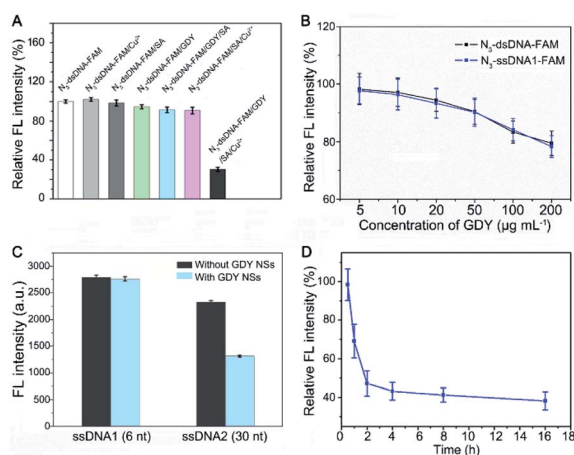 A
Relative FL intensity (%)
160
120
80
40
0
N₃-dsDNA-FAM
N₃-dsDNA-FAM/Cu²⁺
N₃-dsDNA-FAM/SA
N₃-dsDNA-FAM/GDY
N₃-dsDNA-FAM/GDY/SA
N₃-dsDNA-FAM/SA/Cu²⁺
N₃-dsDNA-FAM/GDY
/SA/Cu²⁺
B
Relative FL intensity (%)
120
100
80
60
N₃-dsDNA-FAM
N₃-ssDNA1-FAM
5 10 20 50 100 200
Concentration of GDY (μg mL⁻¹)
C
FL intensity (a.u.)
3000
2500
2000
1500
1000
500
0
Without GDY NSs
With GDY NSs
ssDNA1 (6 nt) ssDNA2 (30 nt)
D
Relative FL intensity (%)
100
80
60
40
0 2 4 6 8 10 12 14 16
Time (h)